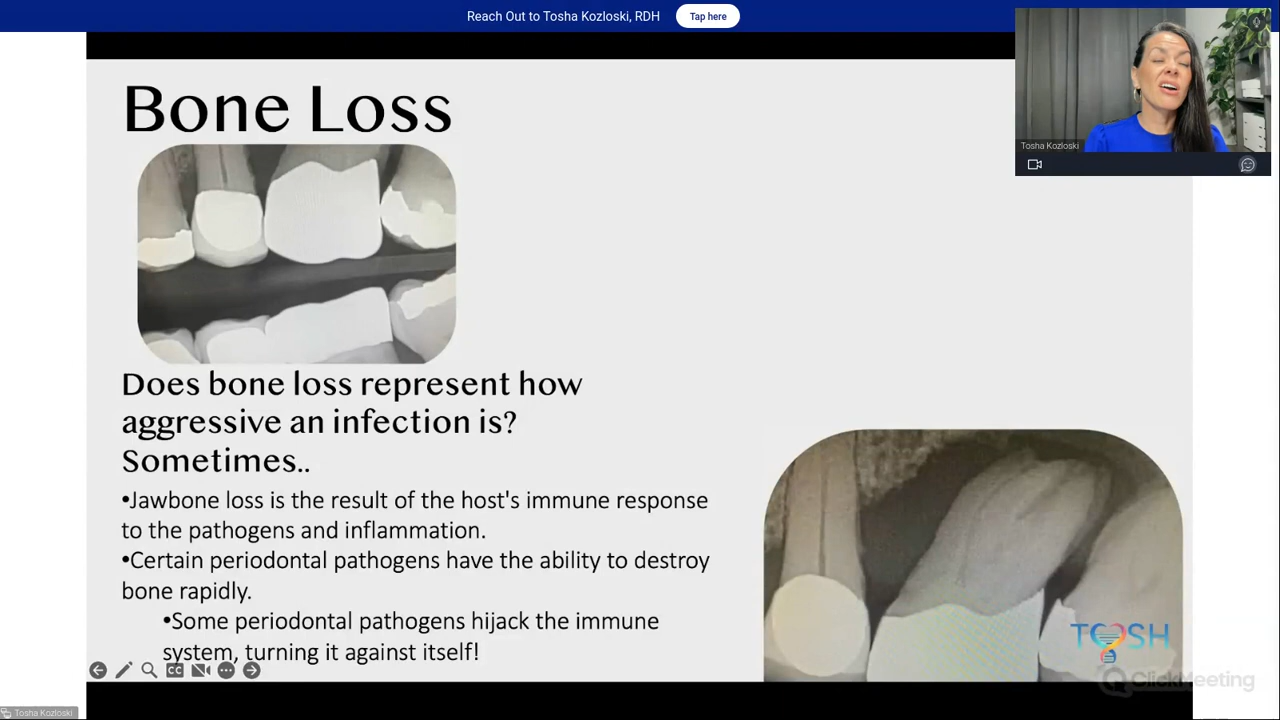 Reach Out to Tosha Kozloski, RDH
Tap here
Tosha Kozloski
Bone Loss
Does bone loss represent how
aggressive an infection is?
Sometimes..
•Jawbone loss is the result of the host's immune response
to the pathogens and inflammation.
•Certain periodontal pathogens have the ability to destroy
bone rapidly.
•Some periodontal pathogens hijack the immune
system, turning it against itself!
CC
TOSH
ClickMeeting
Tosha Kozloski